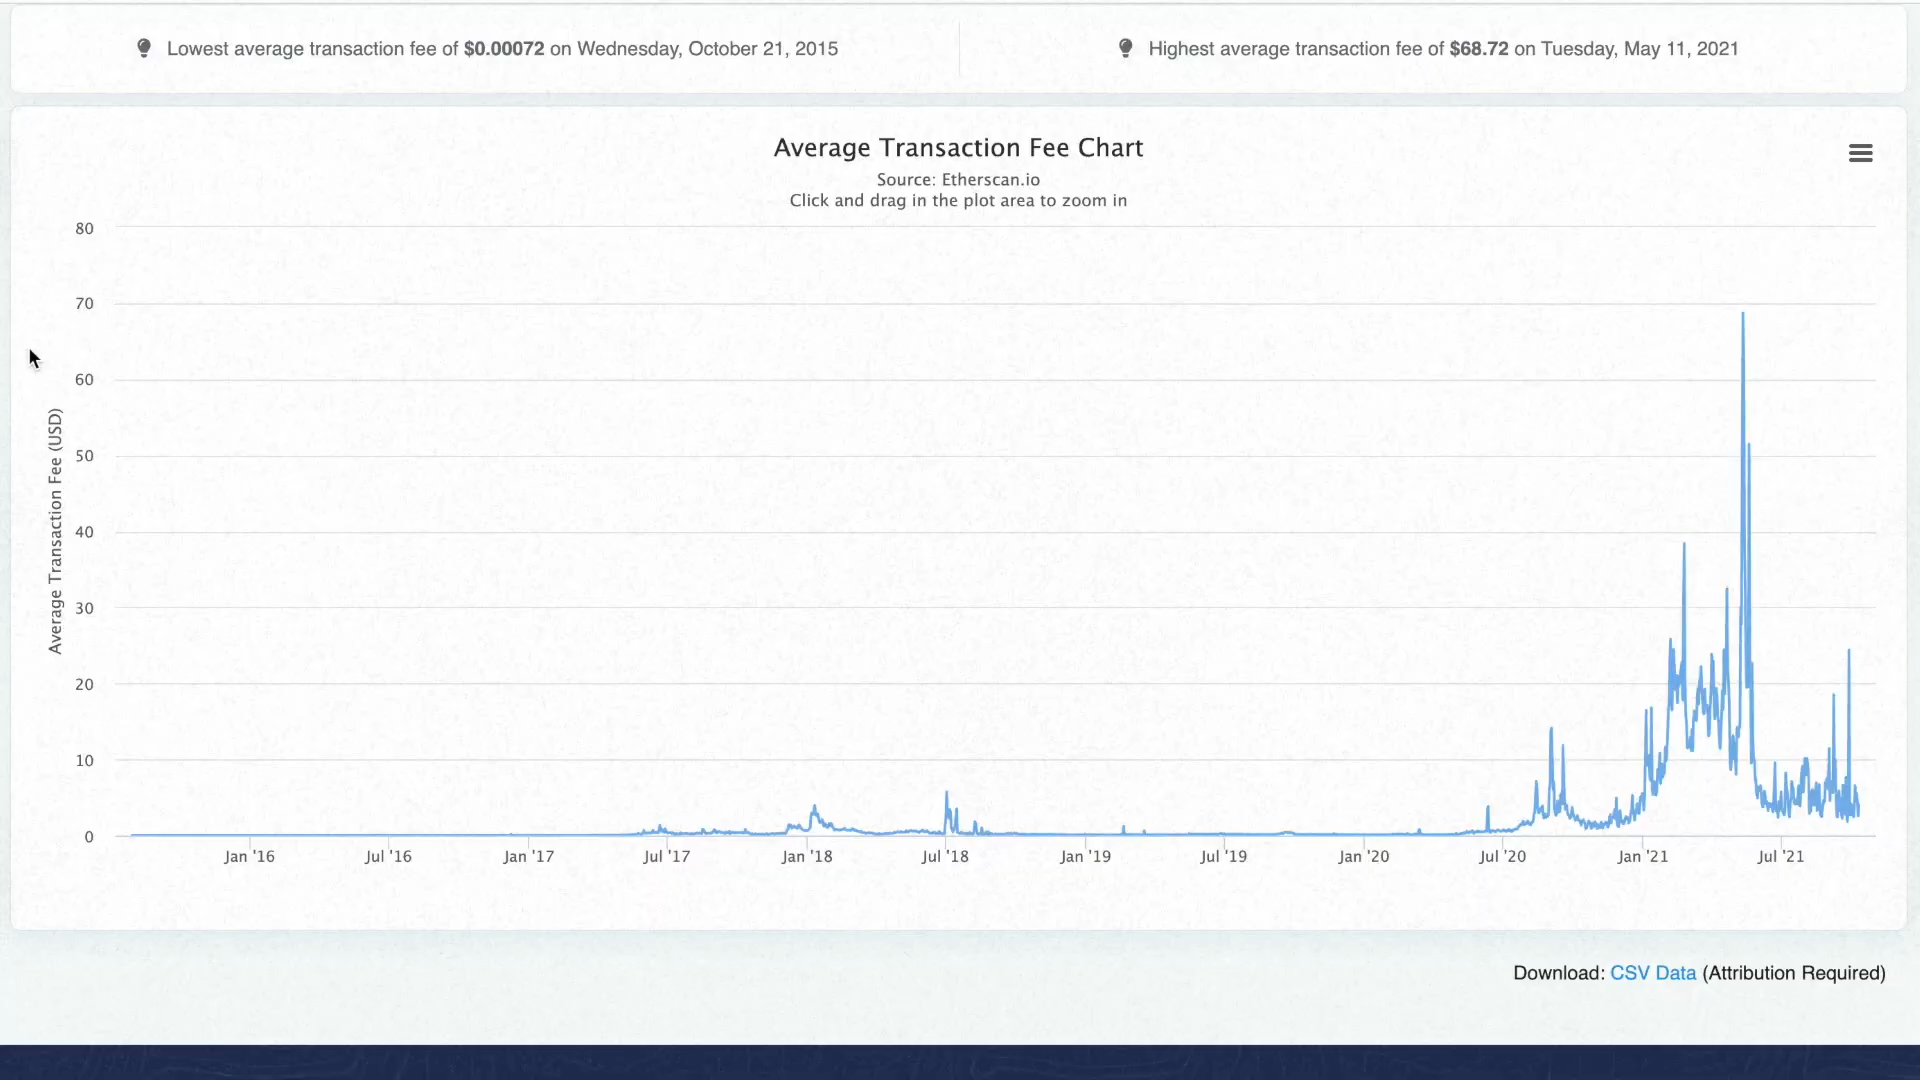 Lowest average transaction fee of $0.00072 on Wednesday, October 21, 2015
Highest average transaction fee of $68.72 on Tuesday, May 11, 2021
Average Transaction Fee Chart
Source: Etherscan.io
Click and drag in the plot area to zoom in
Average Transaction Fee (USD)
80
70
60
50
40
30
20
10
0
Jan '16 Jul '16 Jan '17 Jul '17 Jan '18 Jul '18 Jan '19 Jul '19 Jan '20 Jul '20 Jan '21 Jul '21
Download: CSV Data (Attribution Required)